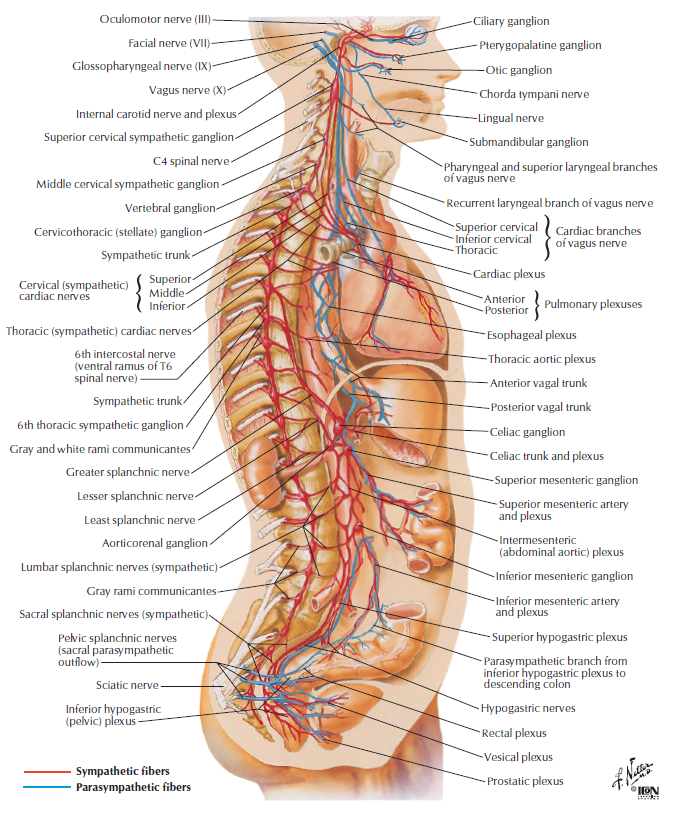 Oculomotor nerve (III)
Facial nerve (VII)
Glossopharyngeal nerve (IX)
Vagus nerve (X)
Internal carotid nerve and plexus
Superior cervical sympathetic ganglion
C4 spinal nerve
Middle cervical sympathetic ganglion
Vertebral ganglion
Cervicothoracic (stellate) ganglion
Sympathetic trunk
Cervical (sympathetic)
cardiac nerves
Superior
Middle
Inferior
Thoracic (sympathetic) cardiac nerves
6th intercostal nerve
(ventral ramus of T6
spinal nerve)
Sympathetic trunk
6th thoracic sympathetic ganglion
Gray and white rami communicantes
Greater splanchnic nerve
Lesser splanchnic nerve
Least splanchnic nerve
Aorticorenal ganglion
Lumbar splanchnic nerves (sympathetic)
Gray rami communicantes
Sacral splanchnic nerves (sympathetic)
Pelvic splanchnic nerves
(sacral parasympathetic
outflow)
Sciatic nerve
Inferior hypogastric
(pelvic) plexus
Sympathetic fibers
Parasympathetic fibers
Ciliary ganglion
Pterygopalatine ganglion
Otic ganglion
Chorda tympani nerve
Lingual nerve
Submandibular ganglion
Pharyngeal and superior laryngeal branches
of vagus nerve
Recurrent laryngeal branch of vagus nerve
Superior cervical
Inferior cervical
Thoracic
Cardiac branches
of vagus nerve
Cardiac plexus
Anterior
Posterior
Pulmonary plexuses
Esophageal plexus
Thoracic aortic plexus
Anterior vagal trunk
Posterior vagal trunk
Celiac ganglion
Celiac trunk and plexus
Superior mesenteric ganglion
Superior mesenteric artery
and plexus
Intermesenteric
(abdominal aortic) plexus
Inferior mesenteric ganglion
Inferior mesenteric artery
and plexus
Superior hypogastric plexus
Parasympathetic branch from
inferior hypogastric plexus to
descending colon
Hypogastric nerves
Rectal plexus
Vesical plexus
Prostatic plexus
F. Netter
M.D.
©